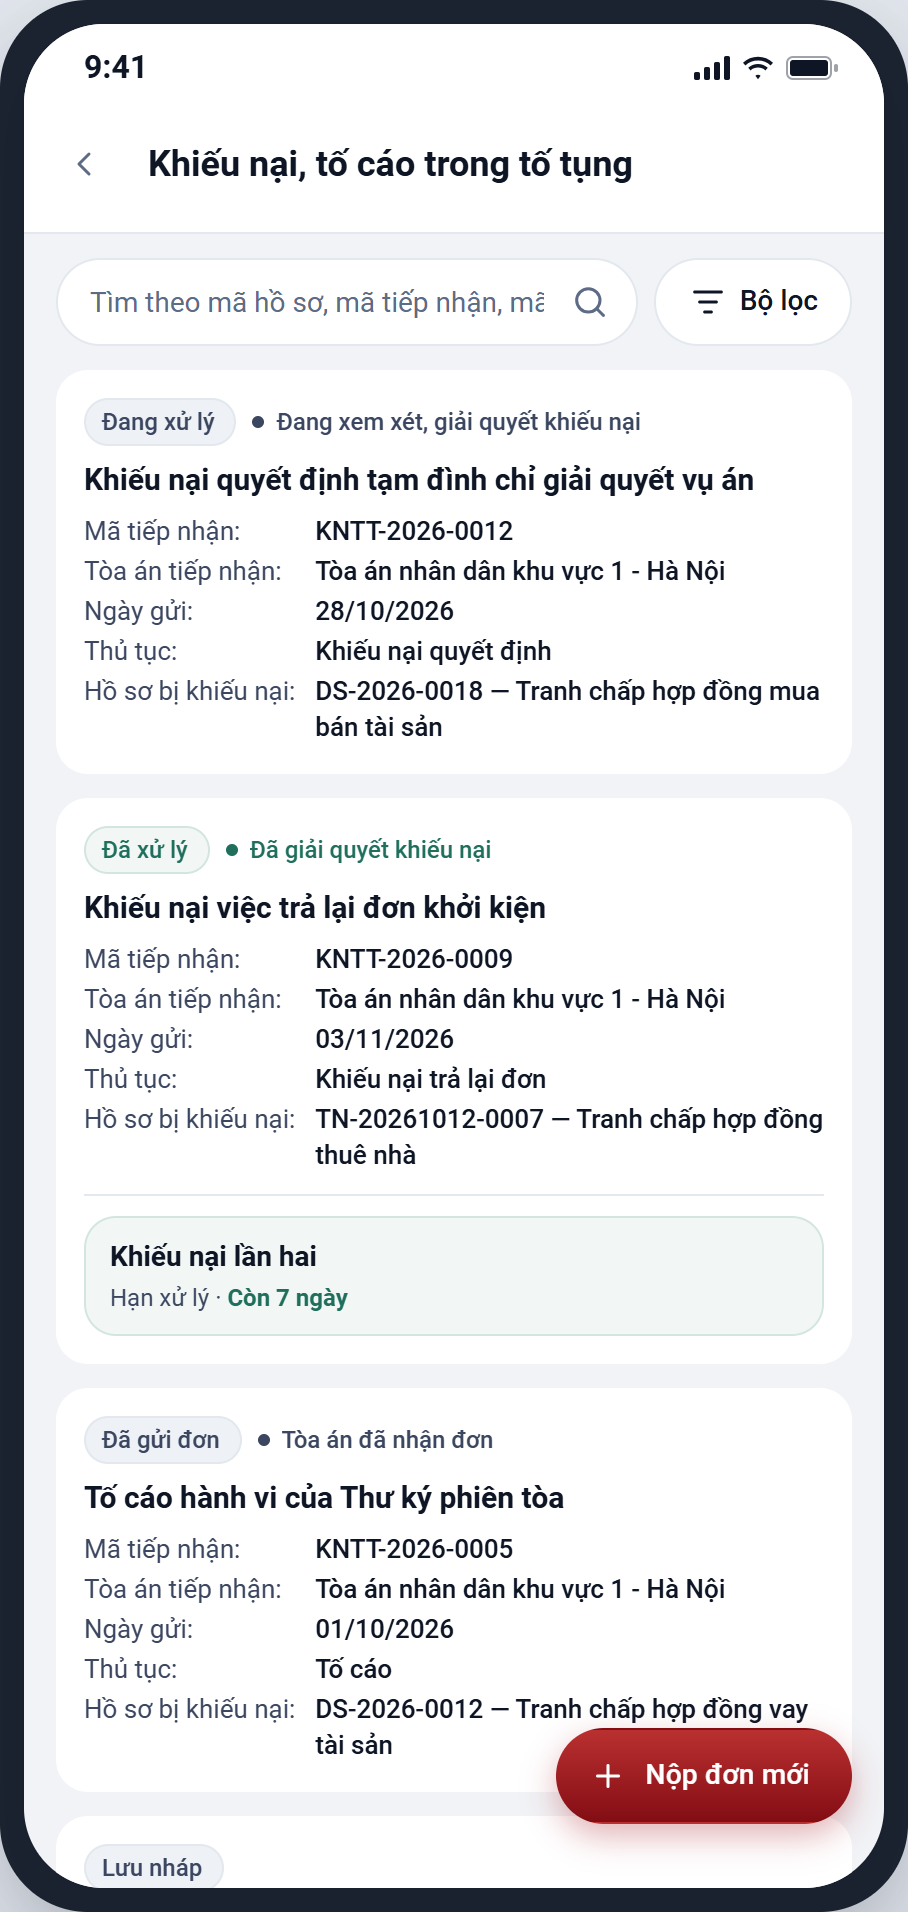 9:41
Khiếu nại, tố cáo trong tố tụng
Tìm theo mã hồ sơ, mã tiếp nhận, mã
Bộ lọc
Đang xử lý
Đang xem xét, giải quyết khiếu nại
Khiếu nại quyết định tạm đình chỉ giải quyết vụ án
Mã tiếp nhận: KNTT-2026-0012
Tòa án tiếp nhận: Tòa án nhân dân khu vực 1 - Hà Nội
Ngày gửi: 28/10/2026
Thủ tục: Khiếu nại quyết định
Hồ sơ bị khiếu nại: DS-2026-0018 — Tranh chấp hợp đồng mua
bán tài sản
Đã xử lý
Đã giải quyết khiếu nại
Khiếu nại việc trả lại đơn khởi kiện
Mã tiếp nhận: KNTT-2026-0009
Tòa án tiếp nhận: Tòa án nhân dân khu vực 1 - Hà Nội
Ngày gửi: 03/11/2026
Thủ tục: Khiếu nại trả lại đơn
Hồ sơ bị khiếu nại: TN-20261012-0007 — Tranh chấp hợp đồng
thuê nhà
Khiếu nại lần hai
Hạn xử lý · Còn 7 ngày
Đã gửi đơn
Tòa án đã nhận đơn
Tố cáo hành vi của Thư ký phiên tòa
Mã tiếp nhận: KNTT-2026-0005
Tòa án tiếp nhận: Tòa án nhân dân khu vực 1 - Hà Nội
Ngày gửi: 01/10/2026
Thủ tục: Tố cáo
Hồ sơ bị khiếu nại: DS-2026-0012 — Tranh chấp hợp đồng vay
tài sản
Nộp đơn mới
Lưu nháp